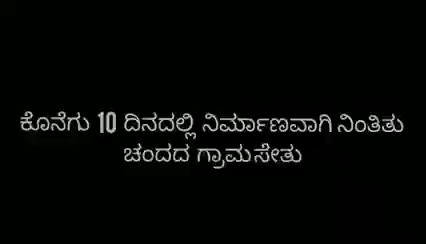 ಕೊನೆಗು 10 ದಿನದಲ್ಲಿ ನಿರ್ಮಾಣವಾಗಿ ನಿಂತಿತು
ಚಂದದ ಗ್ರಾಮಸೇತು